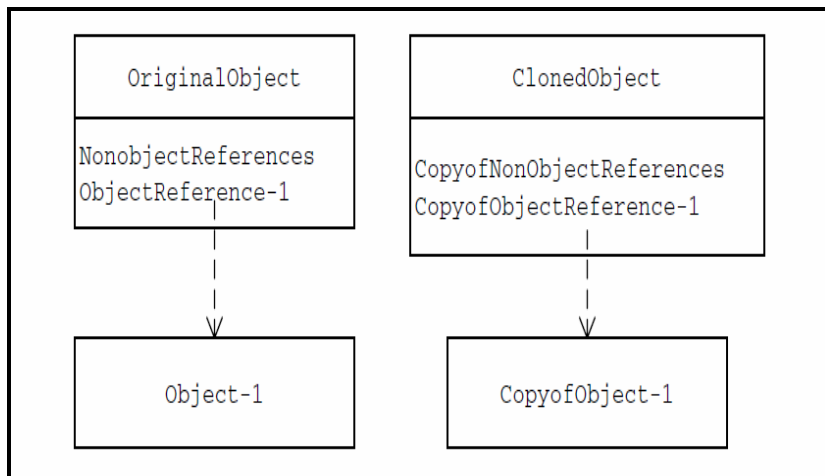 OriginalObject
NonobjectReferences
ObjectReference-1
Object-1
ClonedObject
CopyofNonObjectReferences
CopyofObjectReference-1
CopyofObject-1